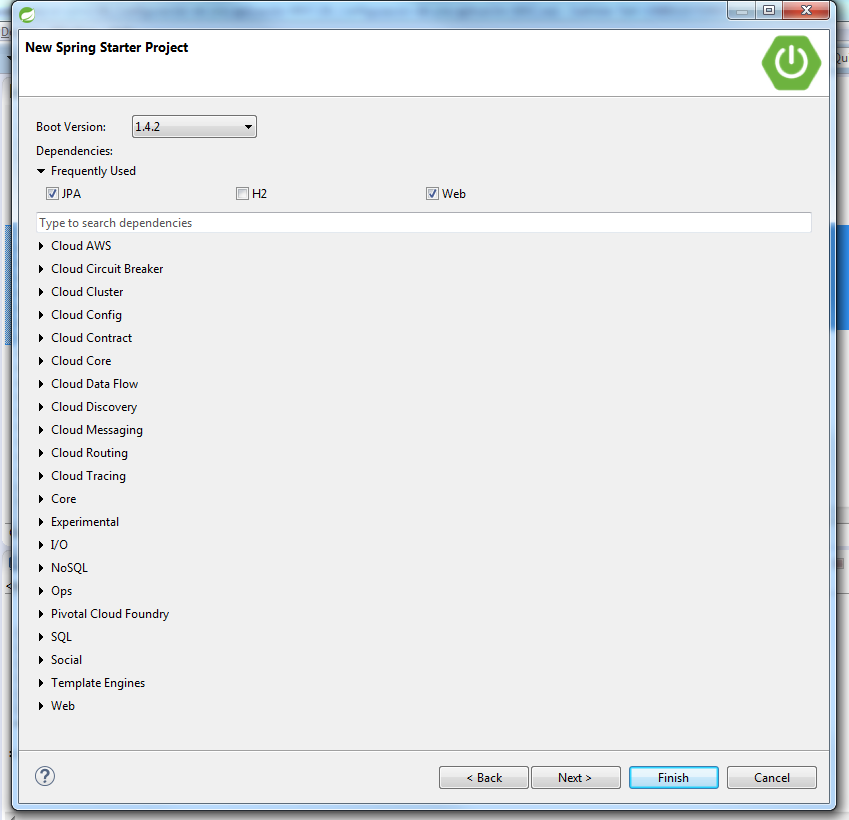 New Spring Starter Project
Boot Version: 1.4.2
Dependencies:
Frequently Used
JPA H2 Web
Type to search dependencies
Cloud AWS
Cloud Circuit Breaker
Cloud Cluster
Cloud Config
Cloud Contract
Cloud Core
Cloud Data Flow
Cloud Discovery
Cloud Messaging
Cloud Routing
Cloud Tracing
Core
Experimental
I/O
NoSQL
Ops
Pivotal Cloud Foundry
SQL
Social
Template Engines
Web
? < Back Next > Finish Cancel